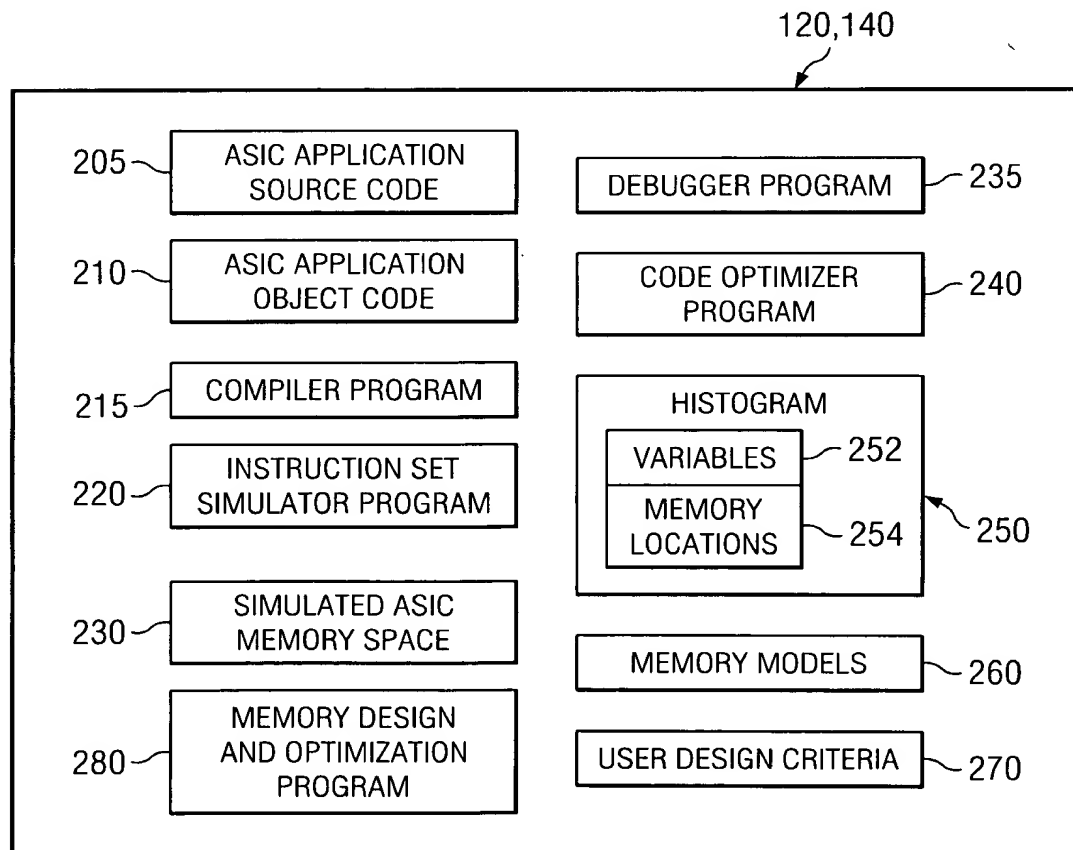 120,140
205
ASIC APPLICATION
SOURCE CODE
210
ASIC APPLICATION
OBJECT CODE
215
COMPILER PROGRAM
220
INSTRUCTION SET
SIMULATOR PROGRAM
230
SIMULATED ASIC
MEMORY SPACE
280
MEMORY DESIGN
AND OPTIMIZATION
PROGRAM
DEBUGGER PROGRAM
235
CODE OPTIMIZER
PROGRAM
240
HISTOGRAM
VARIABLES
252
MEMORY
LOCATIONS
254
250
MEMORY MODELS
260
USER DESIGN CRITERIA
270